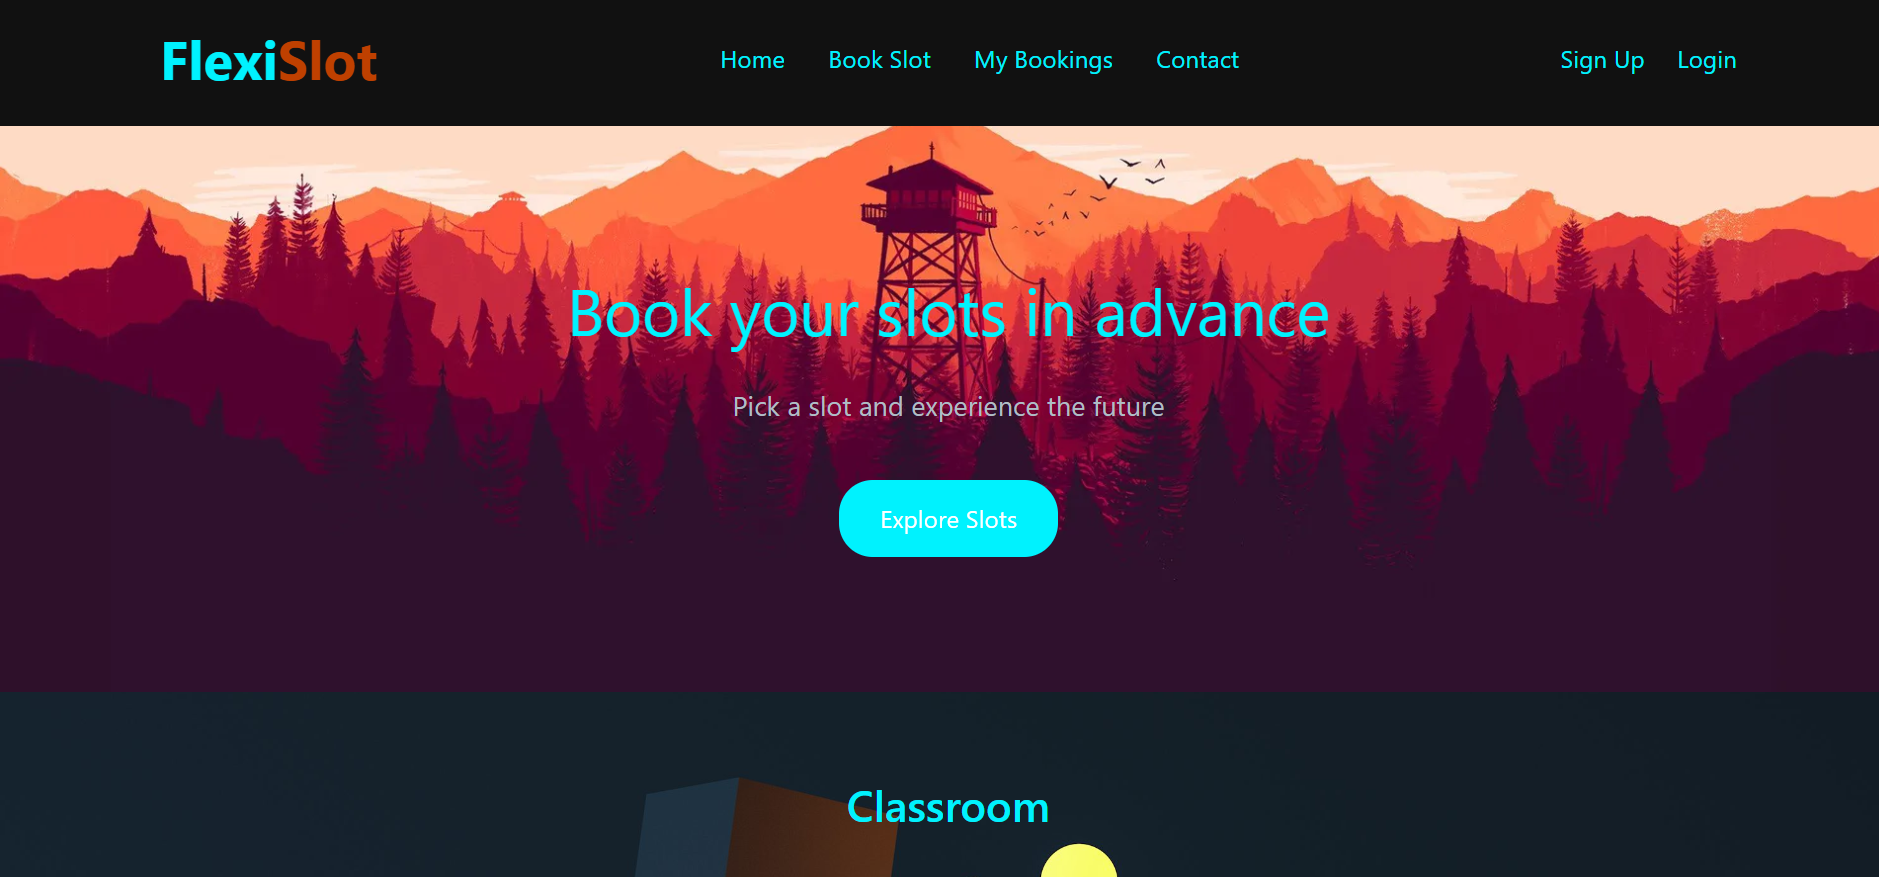 FlexiSlot
Home Book Slot My Bookings Contact
Sign Up Login
Book your slots in advance
Pick a slot and experience the future
Explore Slots
Classroom